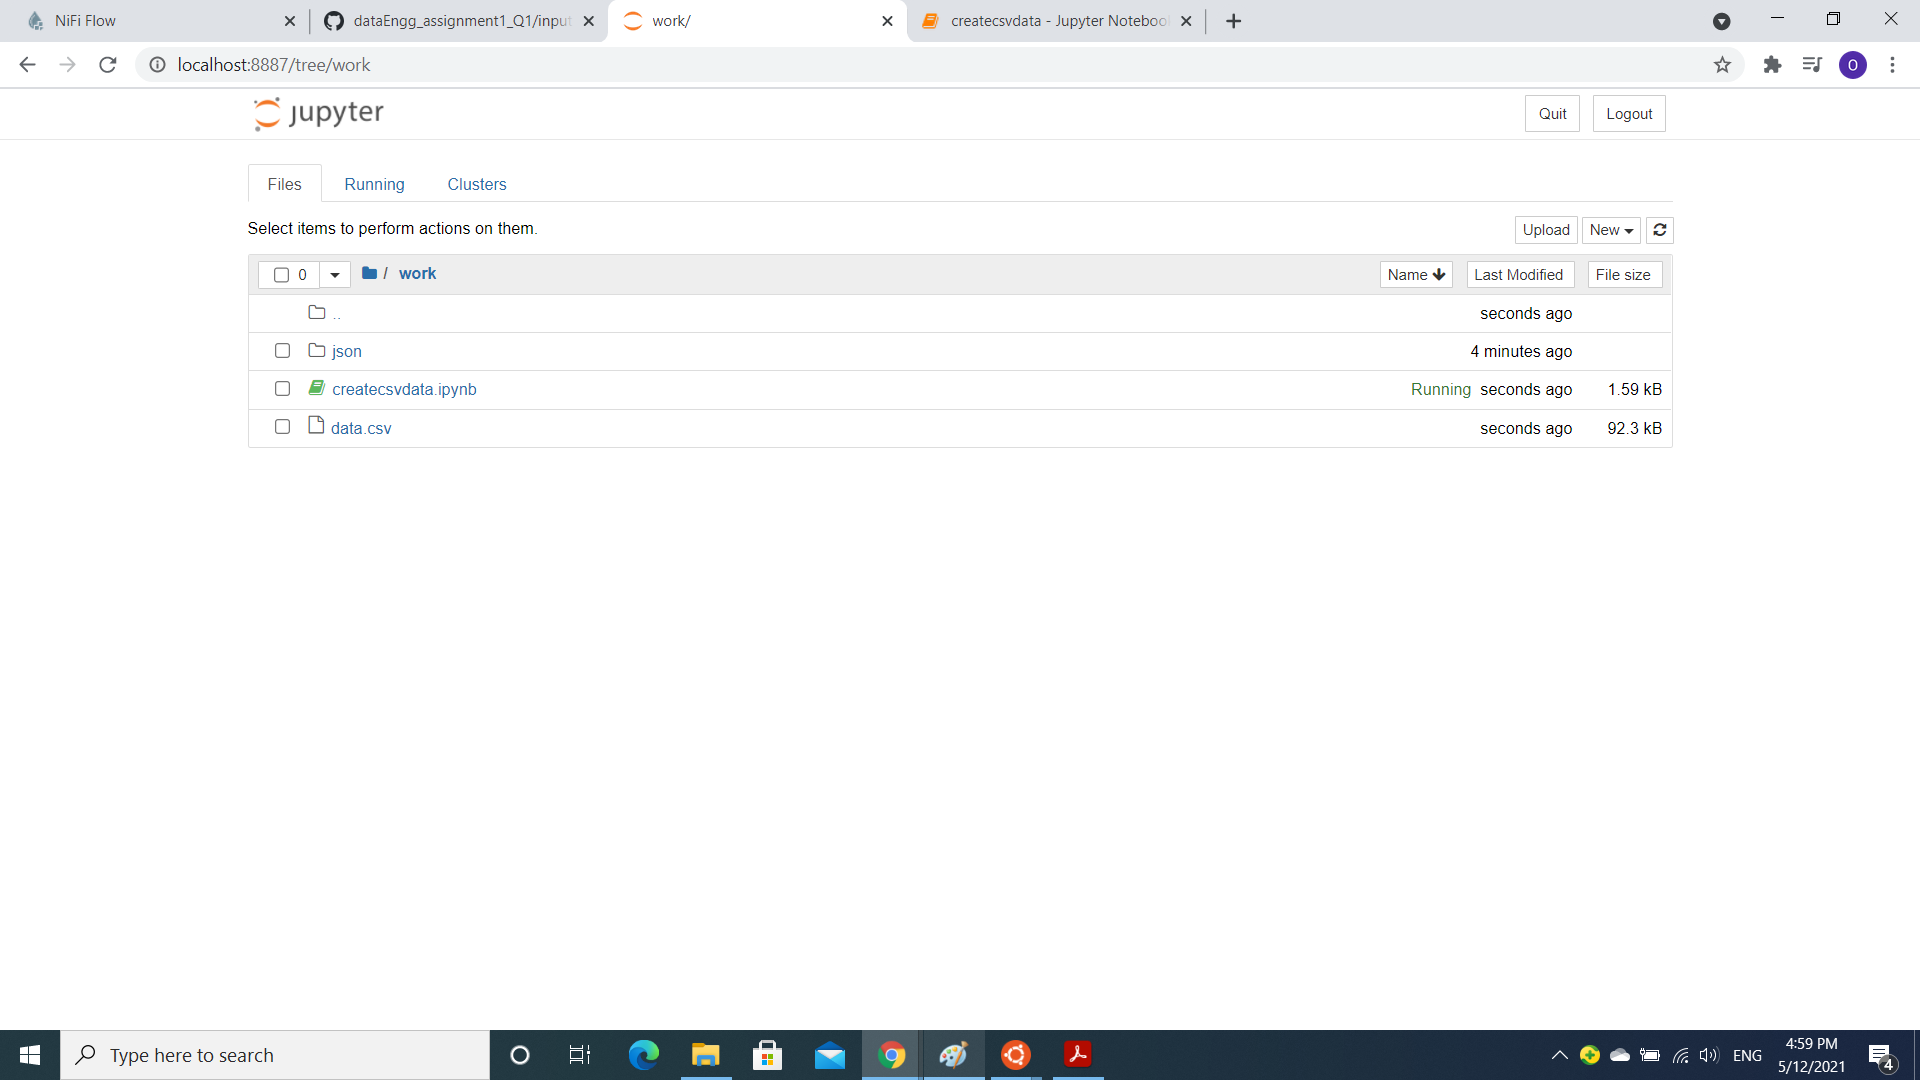 NiFi Flow
dataEngg_assignment1_Q1/input
work/
createcsvdata - Jupyter Notebook
localhost:8887/tree/work
O
jupyter
Quit
Logout
Files
Running
Clusters
Select items to perform actions on them.
Upload
New
0
/ work
Name
Last Modified
File size
..
seconds ago
json
4 minutes ago
createcsvdata.ipynb
Running seconds ago 1.59 kB
data.csv
seconds ago 92.3 kB
Type here to search
ENG
4:59 PM
5/12/2021
4